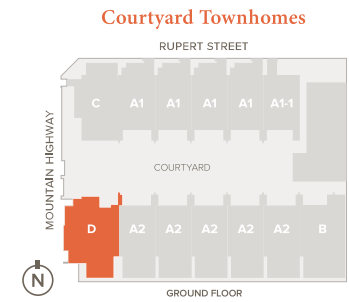 Courtyard Townhomes
RUPERT STREET
MOUNTAIN HIGHWAY
C A1 A1 A1 A1 A1-1
COURTYARD
D A2 A2 A2 A2 A2 B
N
GROUND FLOOR